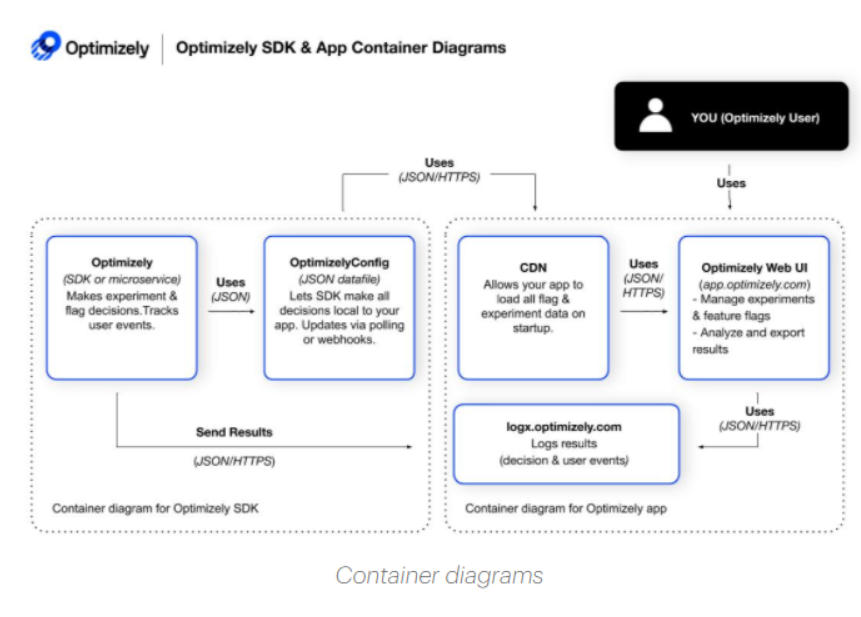 Optimizely
Optimizely SDK & App Container Diagrams
YOU (Optimizely User)
Uses
(JSON/HTTPS)
Uses
Optimizely
(SDK or microservice)
Makes experiment &
flag decisions.Tracks
user events.
Uses
(JSON)
OptimizelyConfig
(JSON datafile)
Lets SDK make all
decisions local to your
app. Updates via polling
or webhooks.
CDN
Allows your app to
load all flag &
experiment data on
startup.
Uses
(JSON/
HTTPS)
Optimizely Web UI
(app.optimizely.com)
- Manage experiments
& feature flags
- Analyze and export
results
Send Results
(JSON/HTTPS)
logx.optimizely.com
Logs results
(decision & user events)
Uses
(JSON/HTTPS)
Container diagram for Optimizely SDK
Container diagram for Optimizely app
Container diagrams